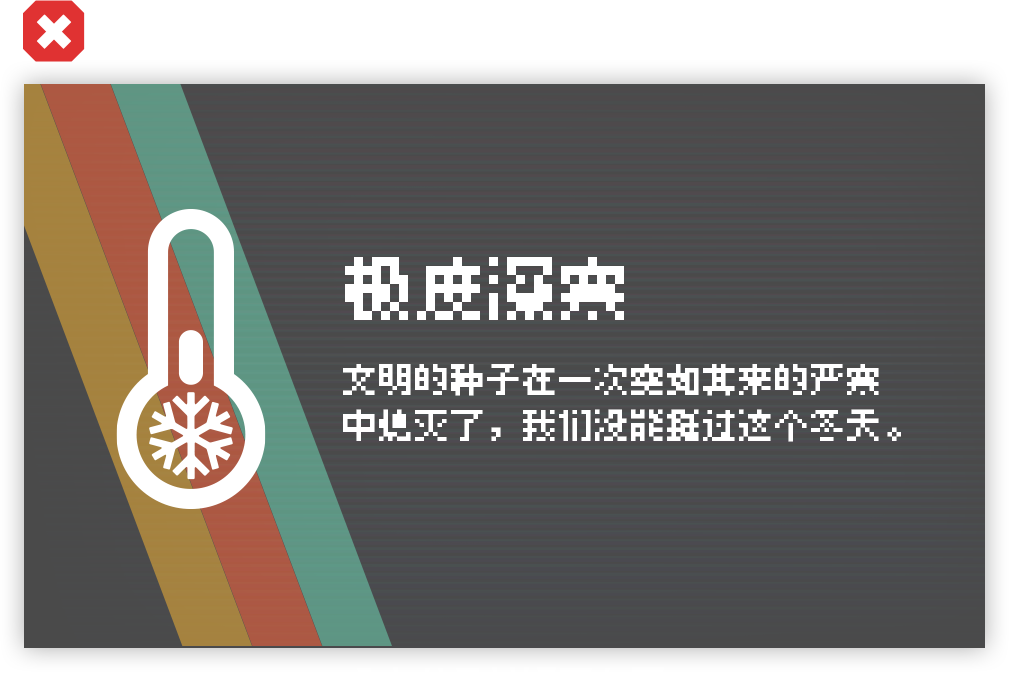 极度深寒
文明的种子在一次突如其来的严寒
中熄灭了，我们没能挺过这个冬天。